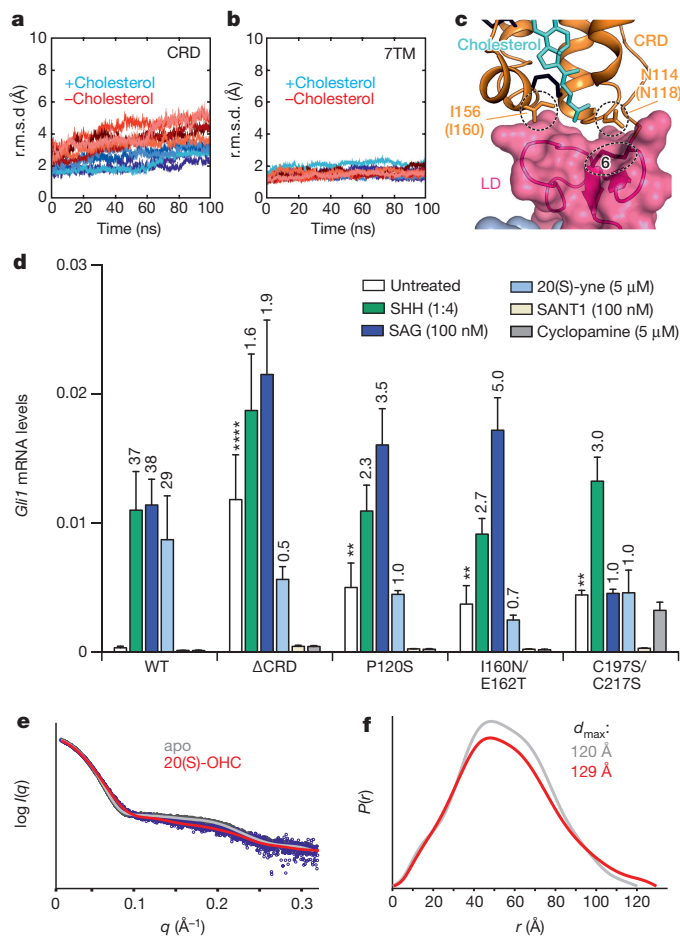 a
CRD
r.m.s.d (Å)
6
5
4
3
2
1
0
+Cholesterol
–Cholesterol
0 20 40 60 80 100
Time (ns)
b
7TM
r.m.s.d (Å)
6
5
4
3
2
1
0
+Cholesterol
–Cholesterol
0 20 40 60 80 100
Time (ns)
c
Cholesterol
CRD
N114
(N118)
I156
(I160)
6
LD
d
Gli1 mRNA levels
0.03
0.02
0.01
0
Untreated
SHH (1:4)
SAG (100 nM)
20(S)-yne (5 μM)
SANT1 (100 nM)
Cyclopamine (5 μM)
37 38 29
**** 1.6 1.9 0.5
** 2.3 3.5 1.0
** 2.7 5.0 0.7
** 3.0 1.0 1.0
WT ΔCRD P120S I160N/ C197S/
E162T C217S
e
apo
20(S)-OHC
log I(q)
0 0.1 0.2 0.3
q (Å–1)
f
dmax:
120 Å
129 Å
P(r)
0 20 40 60 80 100 120
r (Å)